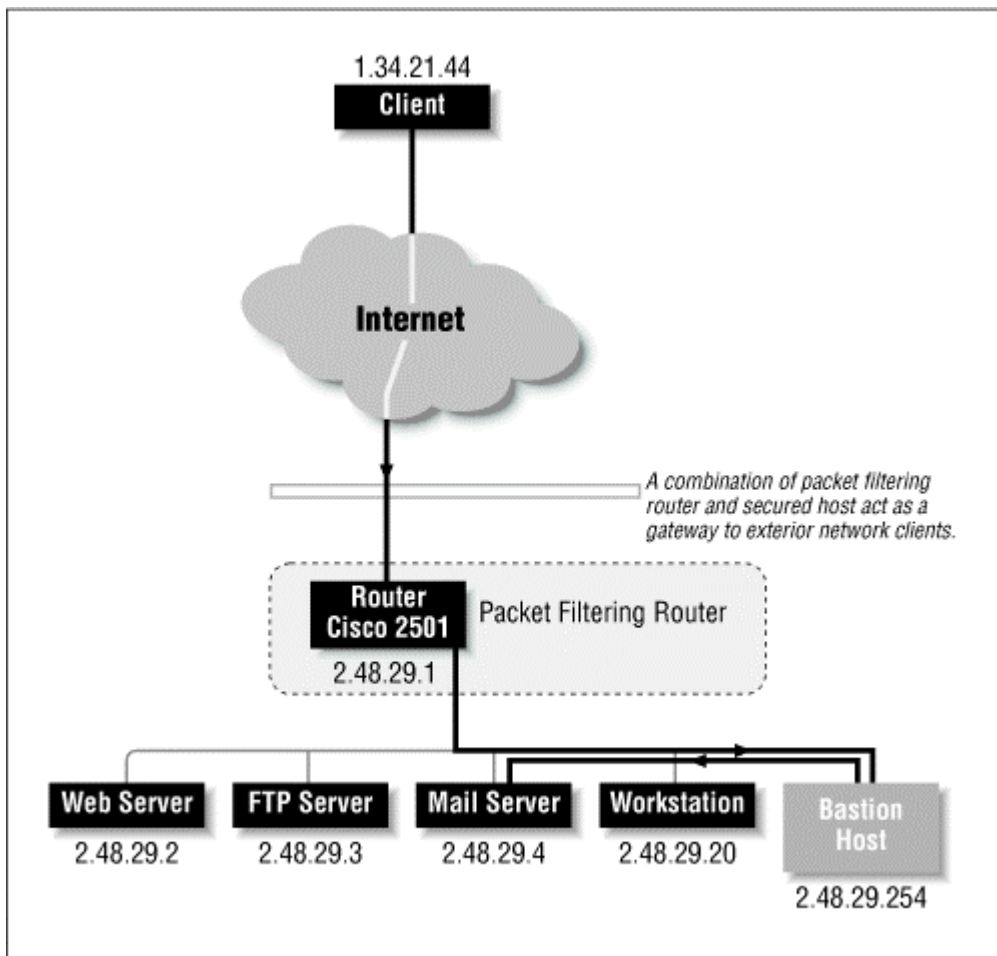 1.34.21.44
Client
Internet
A combination of packet filtering
router and secured host act as a
gateway to exterior network clients.
Router
Cisco 2501
Packet Filtering Router
2.48.29.1
Web Server
FTP Server
Mail Server
Workstation
Bastion
Host
2.48.29.2
2.48.29.3
2.48.29.4
2.48.29.20
2.48.29.254